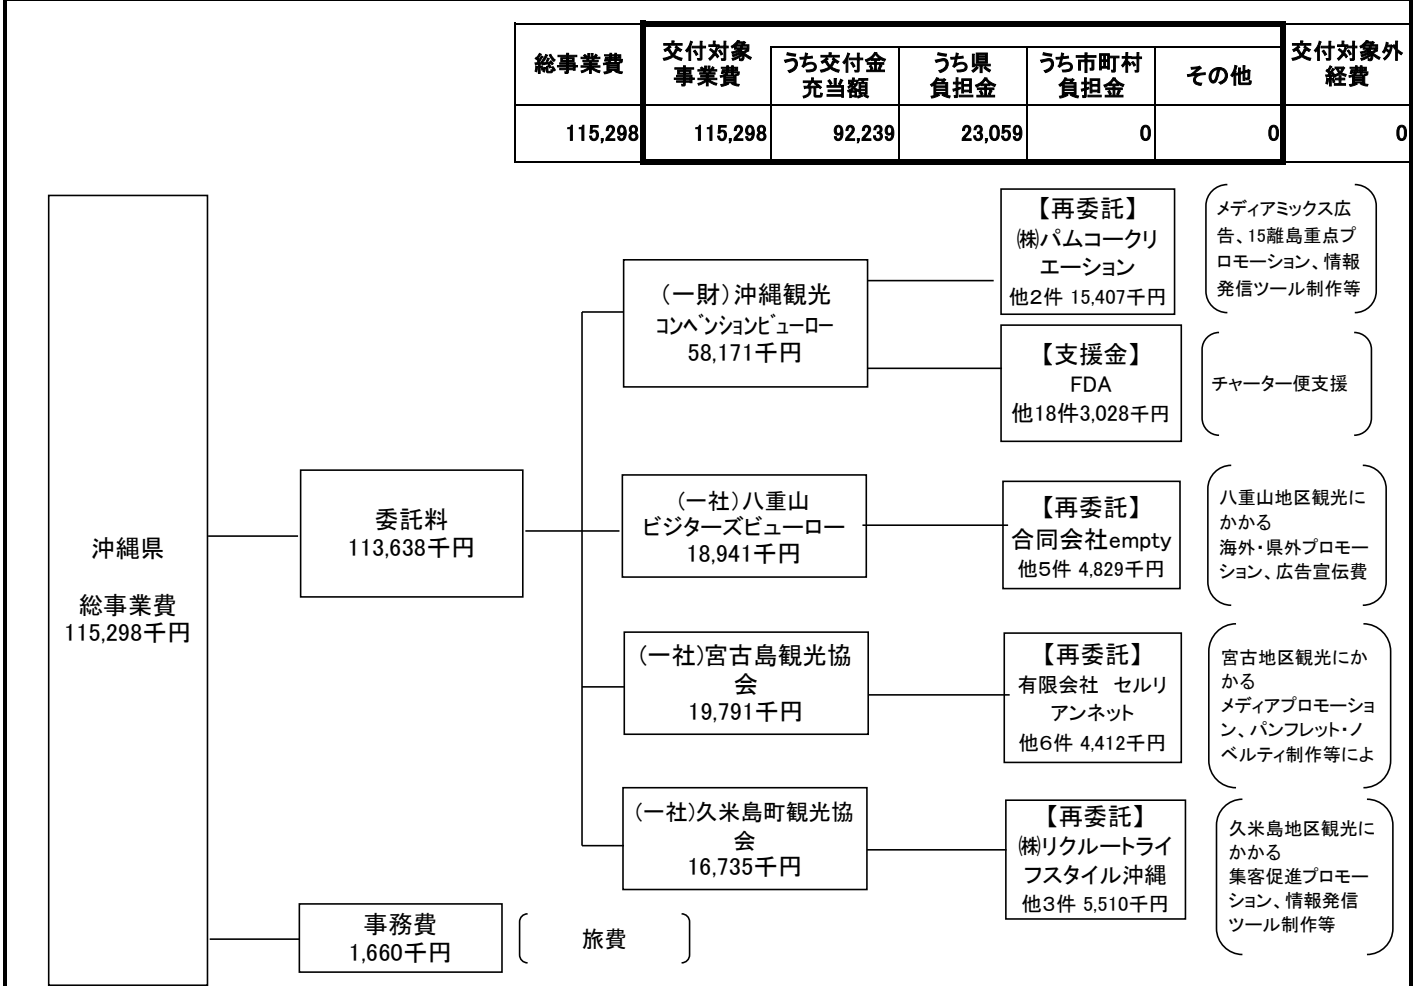 総事業費
交付対象
事業費
うち交付金
充当額
うち県
負担金
うち市町村
負担金
その他
交付対象外
経費
115,298
115,298
92,239
23,059
0
0
0
沖縄県
総事業費
115,298千円
委託料
113,638千円
事務費
1,660千円
旅費
(一財)沖縄観光
コンベンションビューロー
58,171千円
【再委託】
㈱パムコークリ
エーション
他2件 15,407千円
メディアミックス広
告、15離島重点プ
ロモーション、情報
発信ツール制作等
【支援金】
FDA
他18件3,028千円
チャーター便支援
(一社)八重山
ビジターズビューロー
18,941千円
【再委託】
合同会社empty
他5件 4,829千円
八重山地区観光に
かかる
海外・県外プロモー
ション、広告宣伝費
(一社)宮古島観光協
会
19,791千円
【再委託】
有限会社 セルリ
アンネット
他6件 4,412千円
宮古地区観光にか
かる
メディアプロモーショ
ン、パンフレット・ノ
ベルティ制作等によ
(一社)久米島町観光協
会
16,735千円
【再委託】
㈱リクルートライ
フスタイル沖縄
他3件 5,510千円
久米島地区観光に
かかる
集客促進プロモー
ション、情報発信
ツール制作等